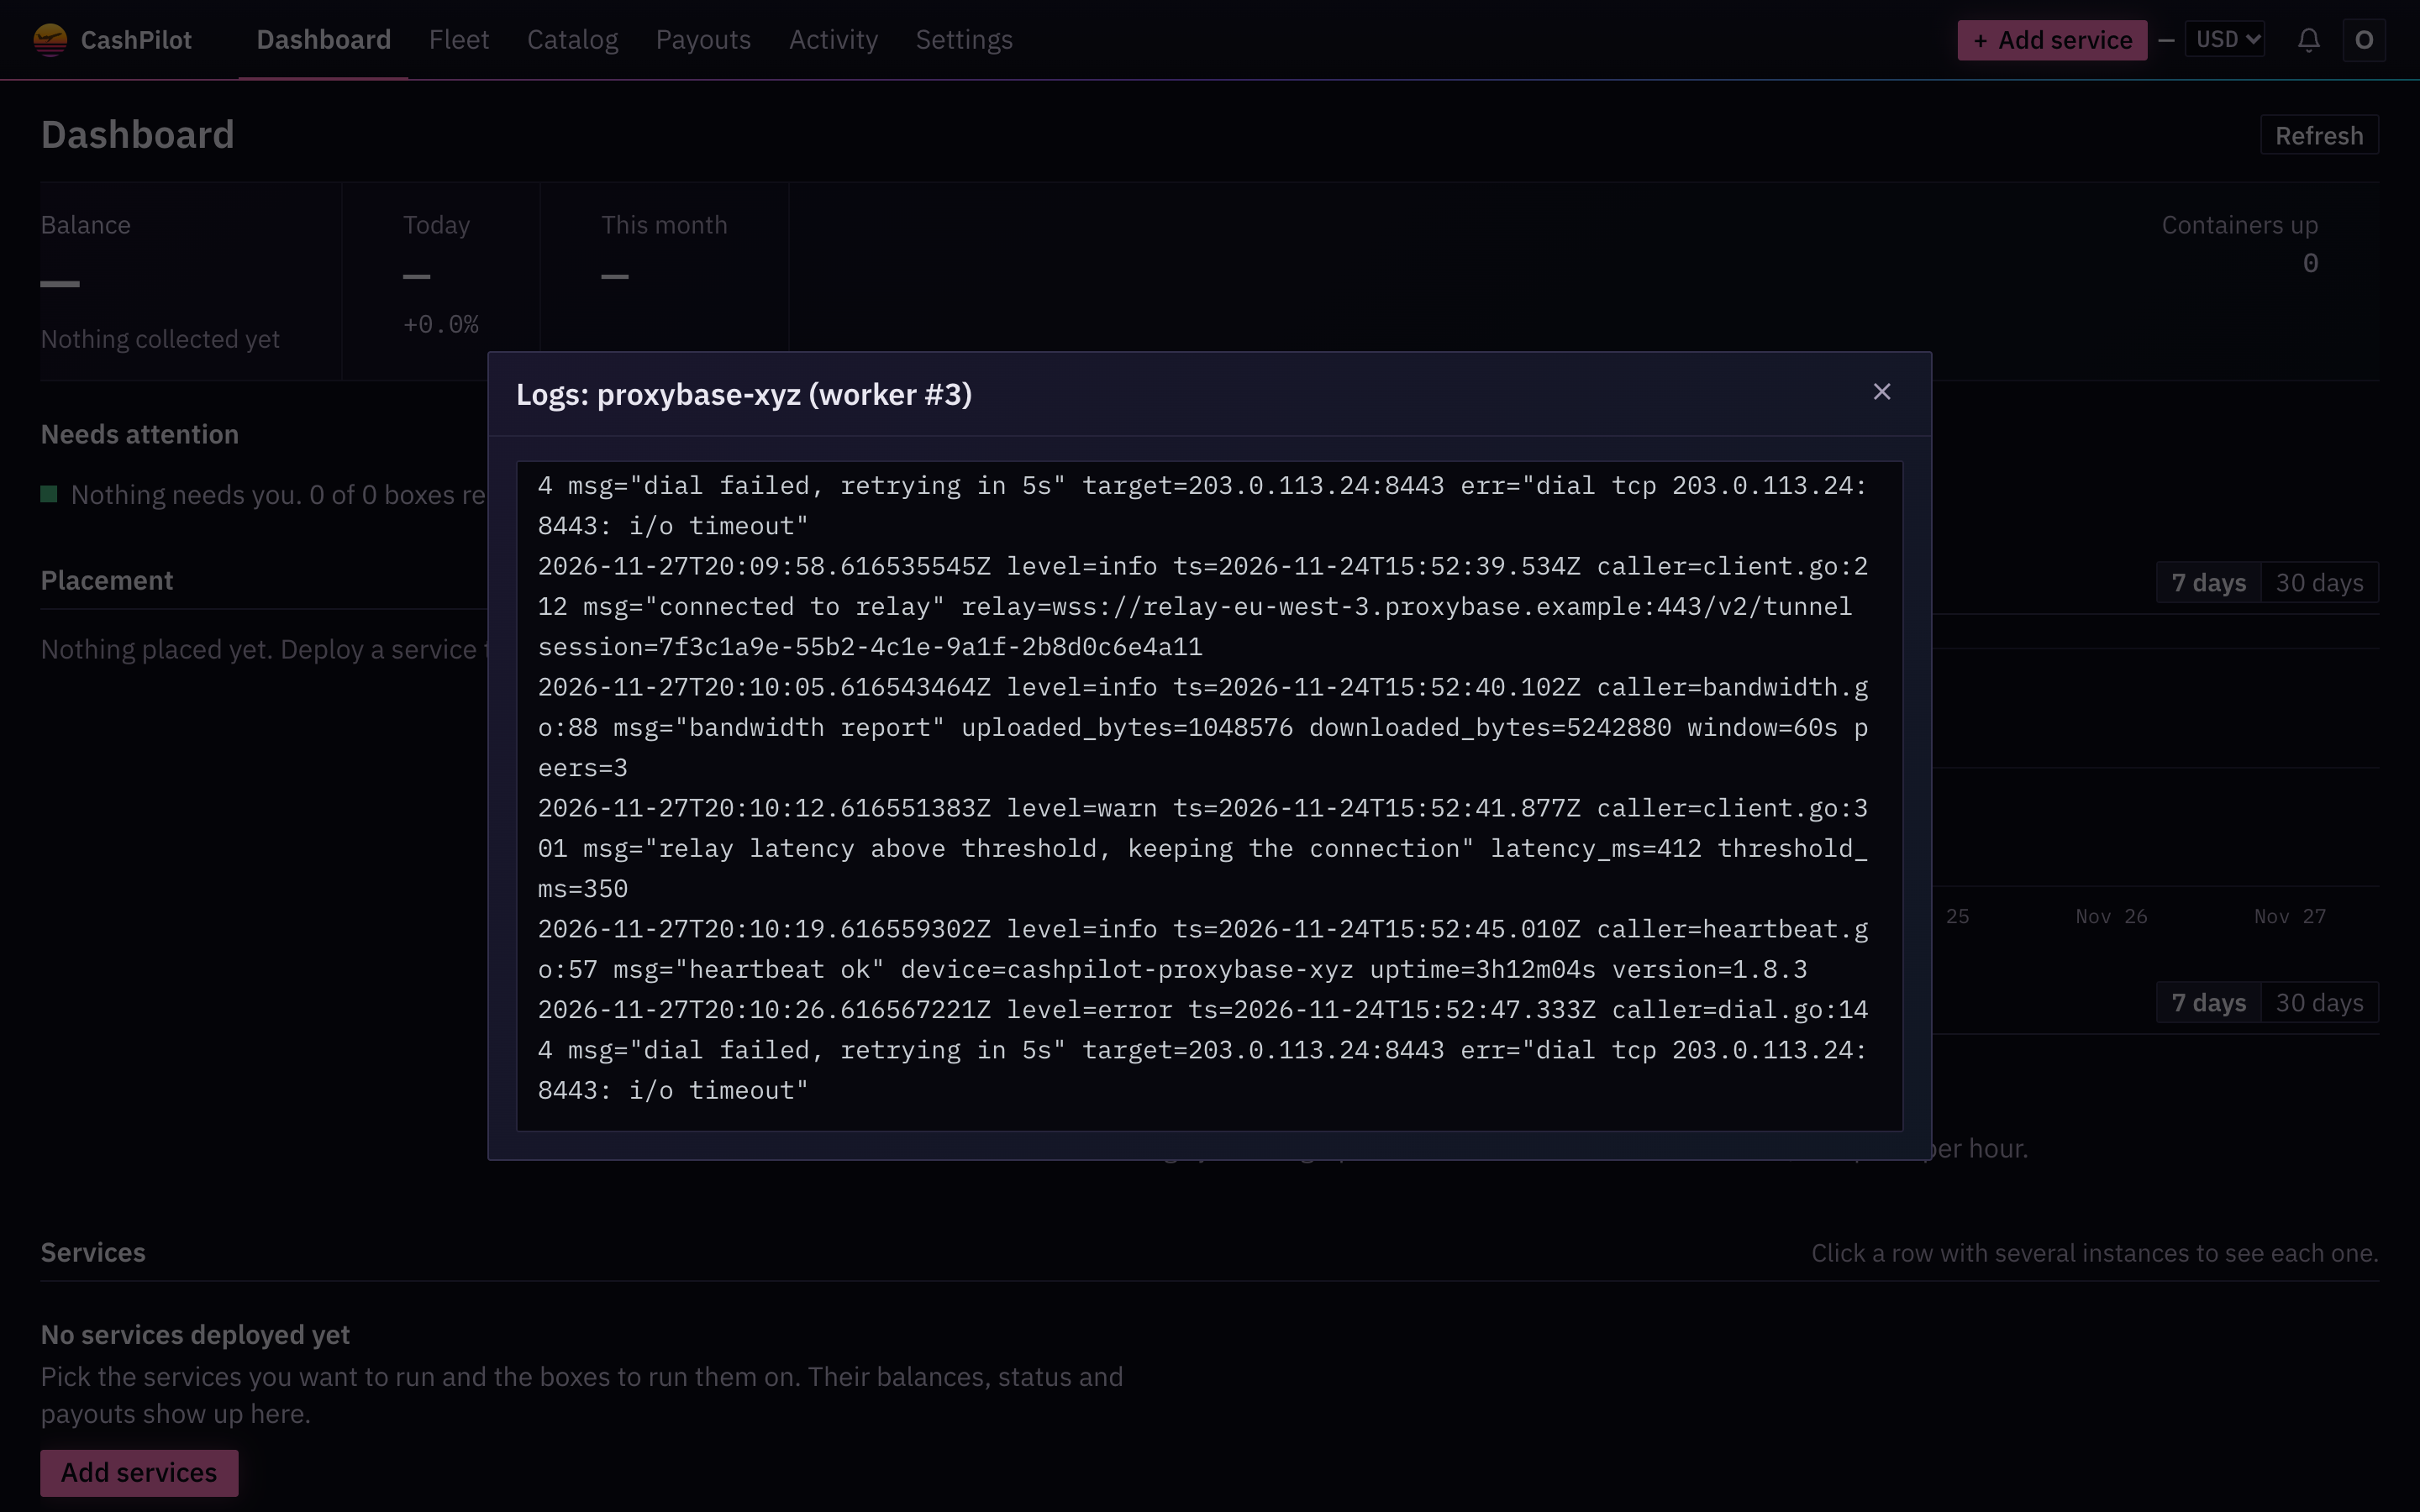 CashPilot
Dashboard
Fleet
Catalog
Payouts
Activity
Settings
+ Add service
—
USD
O
Dashboard
Refresh
Balance
Today
This month
Containers up
—
—
—
0
+0.0%
Nothing collected yet
Logs: proxybase-xyz (worker #3)
×
Needs attention
Nothing needs you. 0 of 0 boxes re
Placement
7 days
30 days
Nothing placed yet. Deploy a service
4 msg="dial failed, retrying in 5s" target=203.0.113.24:8443 err="dial tcp 203.0.113.24:
8443: i/o timeout"
2026-11-27T20:09:58.616535545Z level=info ts=2026-11-24T15:52:39.534Z caller=client.go:2
12 msg="connected to relay" relay=wss://relay-eu-west-3.proxybase.example:443/v2/tunnel
session=7f3c1a9e-55b2-4c1e-9a1f-2b8d0c6e4a11
2026-11-27T20:10:05.616543464Z level=info ts=2026-11-24T15:52:40.102Z caller=bandwidth.g
o:88 msg="bandwidth report" uploaded_bytes=1048576 downloaded_bytes=5242880 window=60s p
eers=3
2026-11-27T20:10:12.616551383Z level=warn ts=2026-11-24T15:52:41.877Z caller=client.go:3
01 msg="relay latency above threshold, keeping the connection" latency_ms=412 threshold_
ms=350
2026-11-27T20:10:19.616559302Z level=info ts=2026-11-24T15:52:45.010Z caller=heartbeat.g
o:57 msg="heartbeat ok" device=cashpilot-proxybase-xyz uptime=3h12m04s version=1.8.3
2026-11-27T20:10:26.616567221Z level=error ts=2026-11-24T15:52:47.333Z caller=dial.go:14
4 msg="dial failed, retrying in 5s" target=203.0.113.24:8443 err="dial tcp 203.0.113.24:
8443: i/o timeout"
25
Nov 26
Nov 27
7 days
30 days
per hour.
Services
Click a row with several instances to see each one.
No services deployed yet
Pick the services you want to run and the boxes to run them on. Their balances, status and
payouts show up here.
Add services